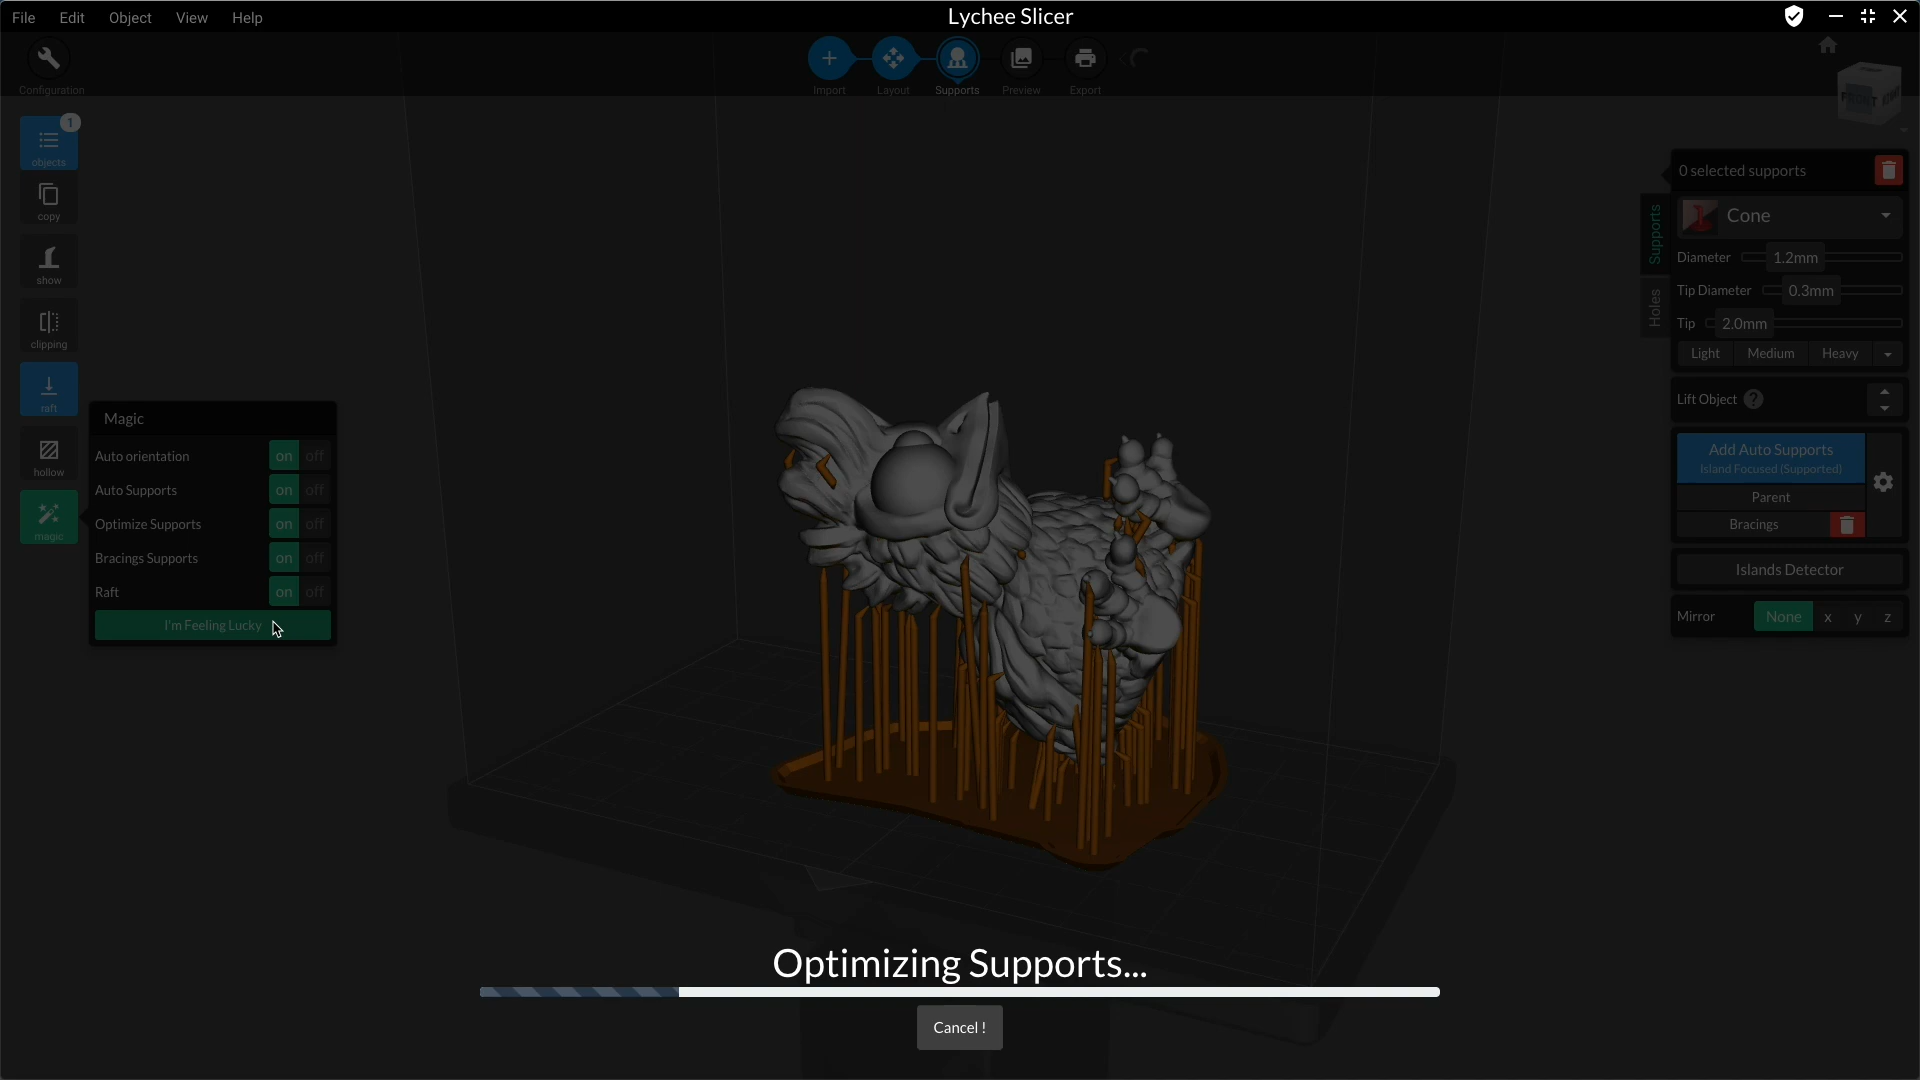 File Edit Object View Help
Lychee Slicer
Configuration
Import Layout Supports Preview Export
FRONT
1
objects
copy
show
clipping
raft
hollow
magic
Magic
Auto orientation on off
Auto Supports on off
Optimize Supports on off
Bracings Supports on off
Raft on off
I'm Feeling Lucky
Supports
Holes
0 selected supports
Cone
Diameter 1.2mm
Tip Diameter 0.3mm
Tip 2.0mm
Light Medium Heavy
Lift Object ?
Add Auto Supports
Island Focused (Supported)
Parent
Bracings
Islands Detector
Mirror None x y z
Optimizing Supports...
Cancel !